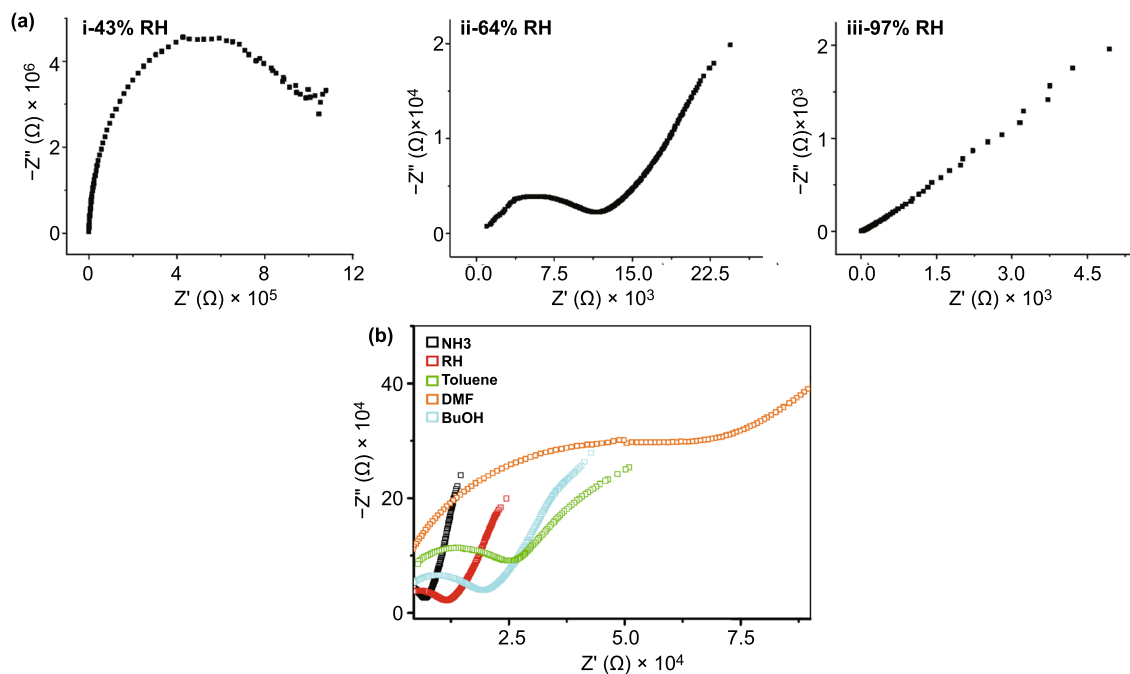 (a)
i-43% RH
−Z" (Ω) × 10⁶
4
2
0
0
4
8
12
Z' (Ω) × 10⁵
ii-64% RH
−Z" (Ω)×10⁴
2
1
0
0.0
7.5
15.0
22.5
Z' (Ω) × 10³
iii-97% RH
−Z" (Ω)×10³
2
1
0
0.0
1.5
3.0
4.5
Z' (Ω) × 10³
(b)
NH3
RH
Toluene
DMF
BuOH
−Z" (Ω) × 10⁴
40
20
0
2.5
5.0
7.5
Z' (Ω) × 10⁴